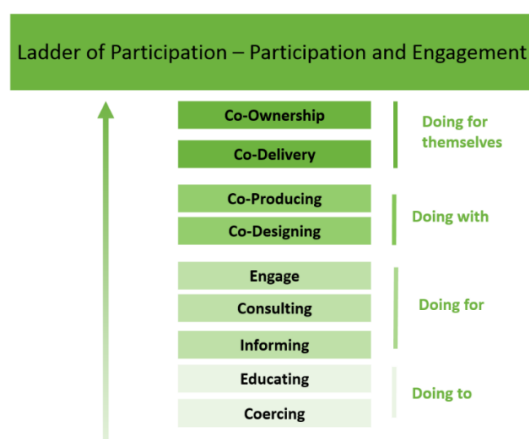 Ladder of Participation – Participation and Engagement
Co-Ownership
Co-Delivery
Doing for
themselves
Co-Producing
Co-Designing
Doing with
Engage
Consulting
Informing
Doing for
Educating
Coercing
Doing to